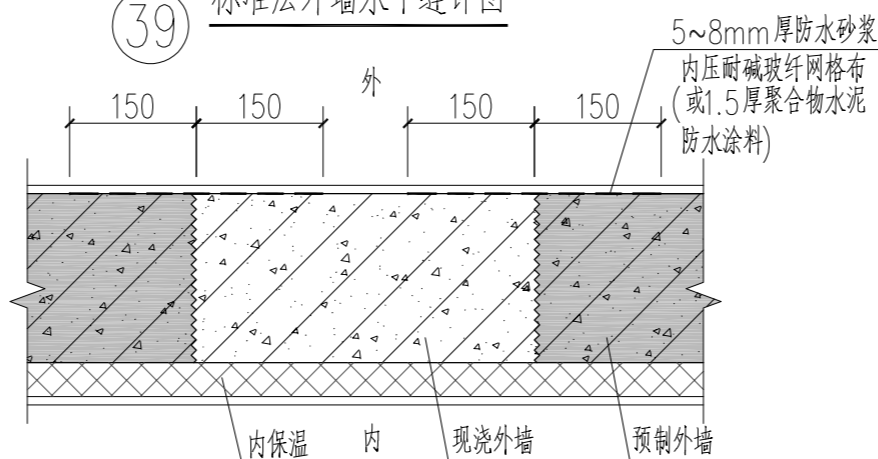 39 标准层外墙水平缝详图
5~8mm厚防水砂浆
内压耐碱玻纤网格布
(或1.5厚聚合物水泥
防水涂料)
外
150 150 150 150
内保温 内 现浇外墙 预制外墙